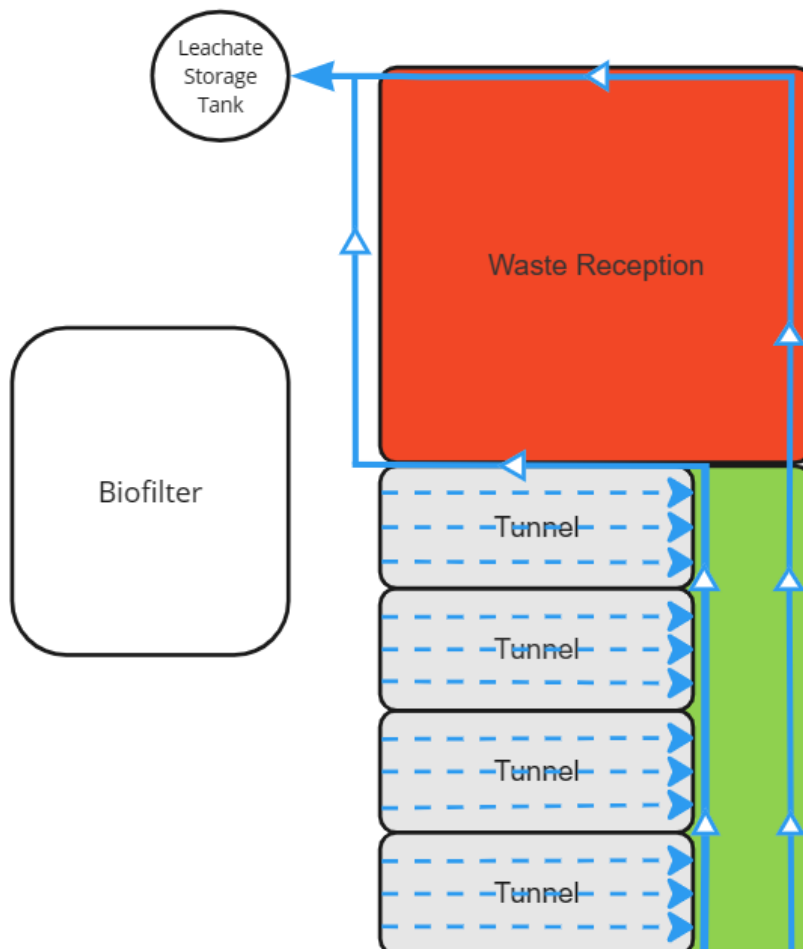 Leachate
Storage
Tank
Waste Reception
Biofilter
Tunnel
Tunnel
Tunnel
Tunnel